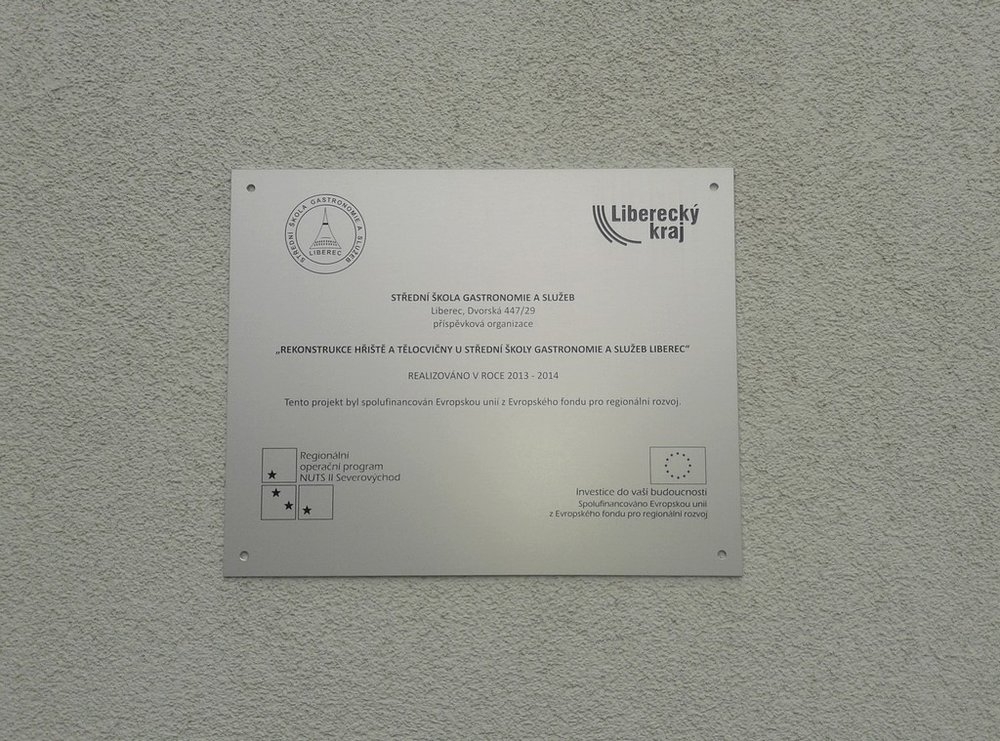 STŘEDNÍ ŠKOLA GASTRONOMIE A SLUŽEB
LIBEREC
Liberecký
kraj
STŘEDNÍ ŠKOLA GASTRONOMIE A SLUŽEB
Liberec, Dvorská 447/29
příspěvková organizace
„REKONSTRUKCE HŘIŠTĚ A TĚLOCVIČNY U STŘEDNÍ ŠKOLY GASTRONOMIE A SLUŽEB LIBEREC"
REALIZOVÁNO V ROCE 2013 - 2014
Tento projekt byl spolufinancován Evropskou unií z Evropského fondu pro regionální rozvoj.
Regionální
operační program
NUTS II Severovýchod
Investice do vaší budoucnosti
Spolufinancováno Evropskou unií
z Evropského fondu pro regionální rozvoj